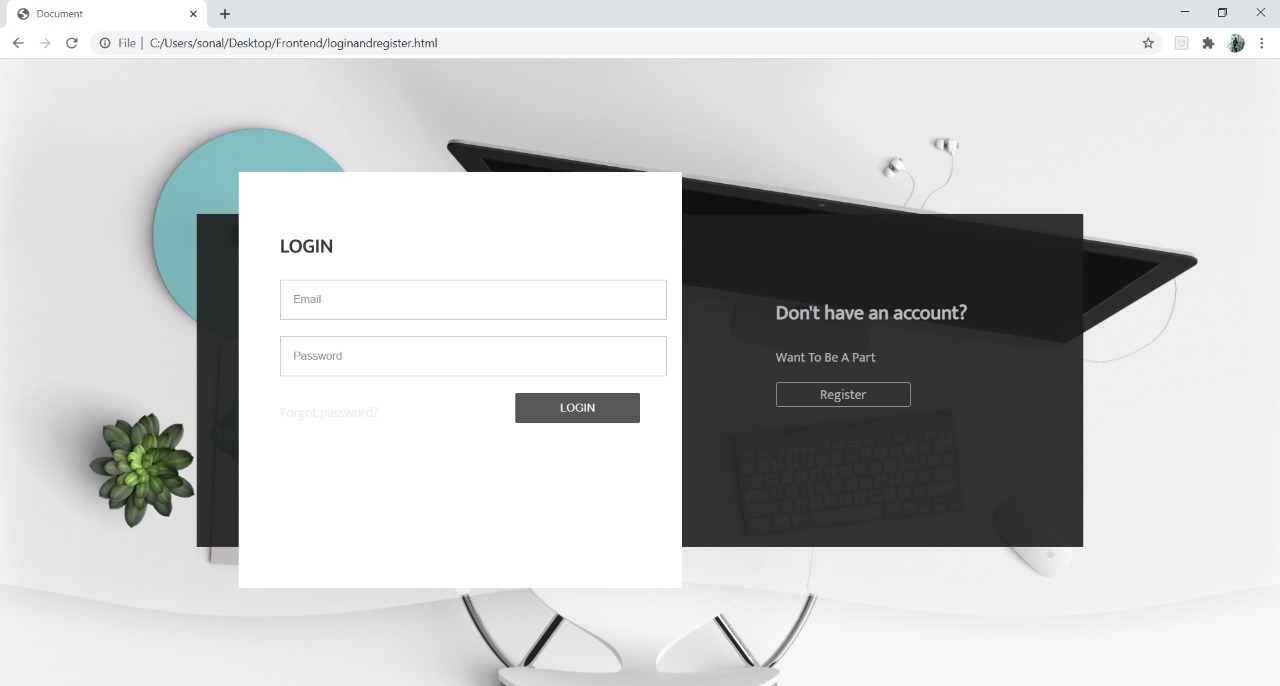 Document
File | C:/Users/sonal/Desktop/Frontend/loginandregister.html
LOGIN
Email
Password
Forgot password?
LOGIN
Don't have an account?
Want To Be A Part
Register